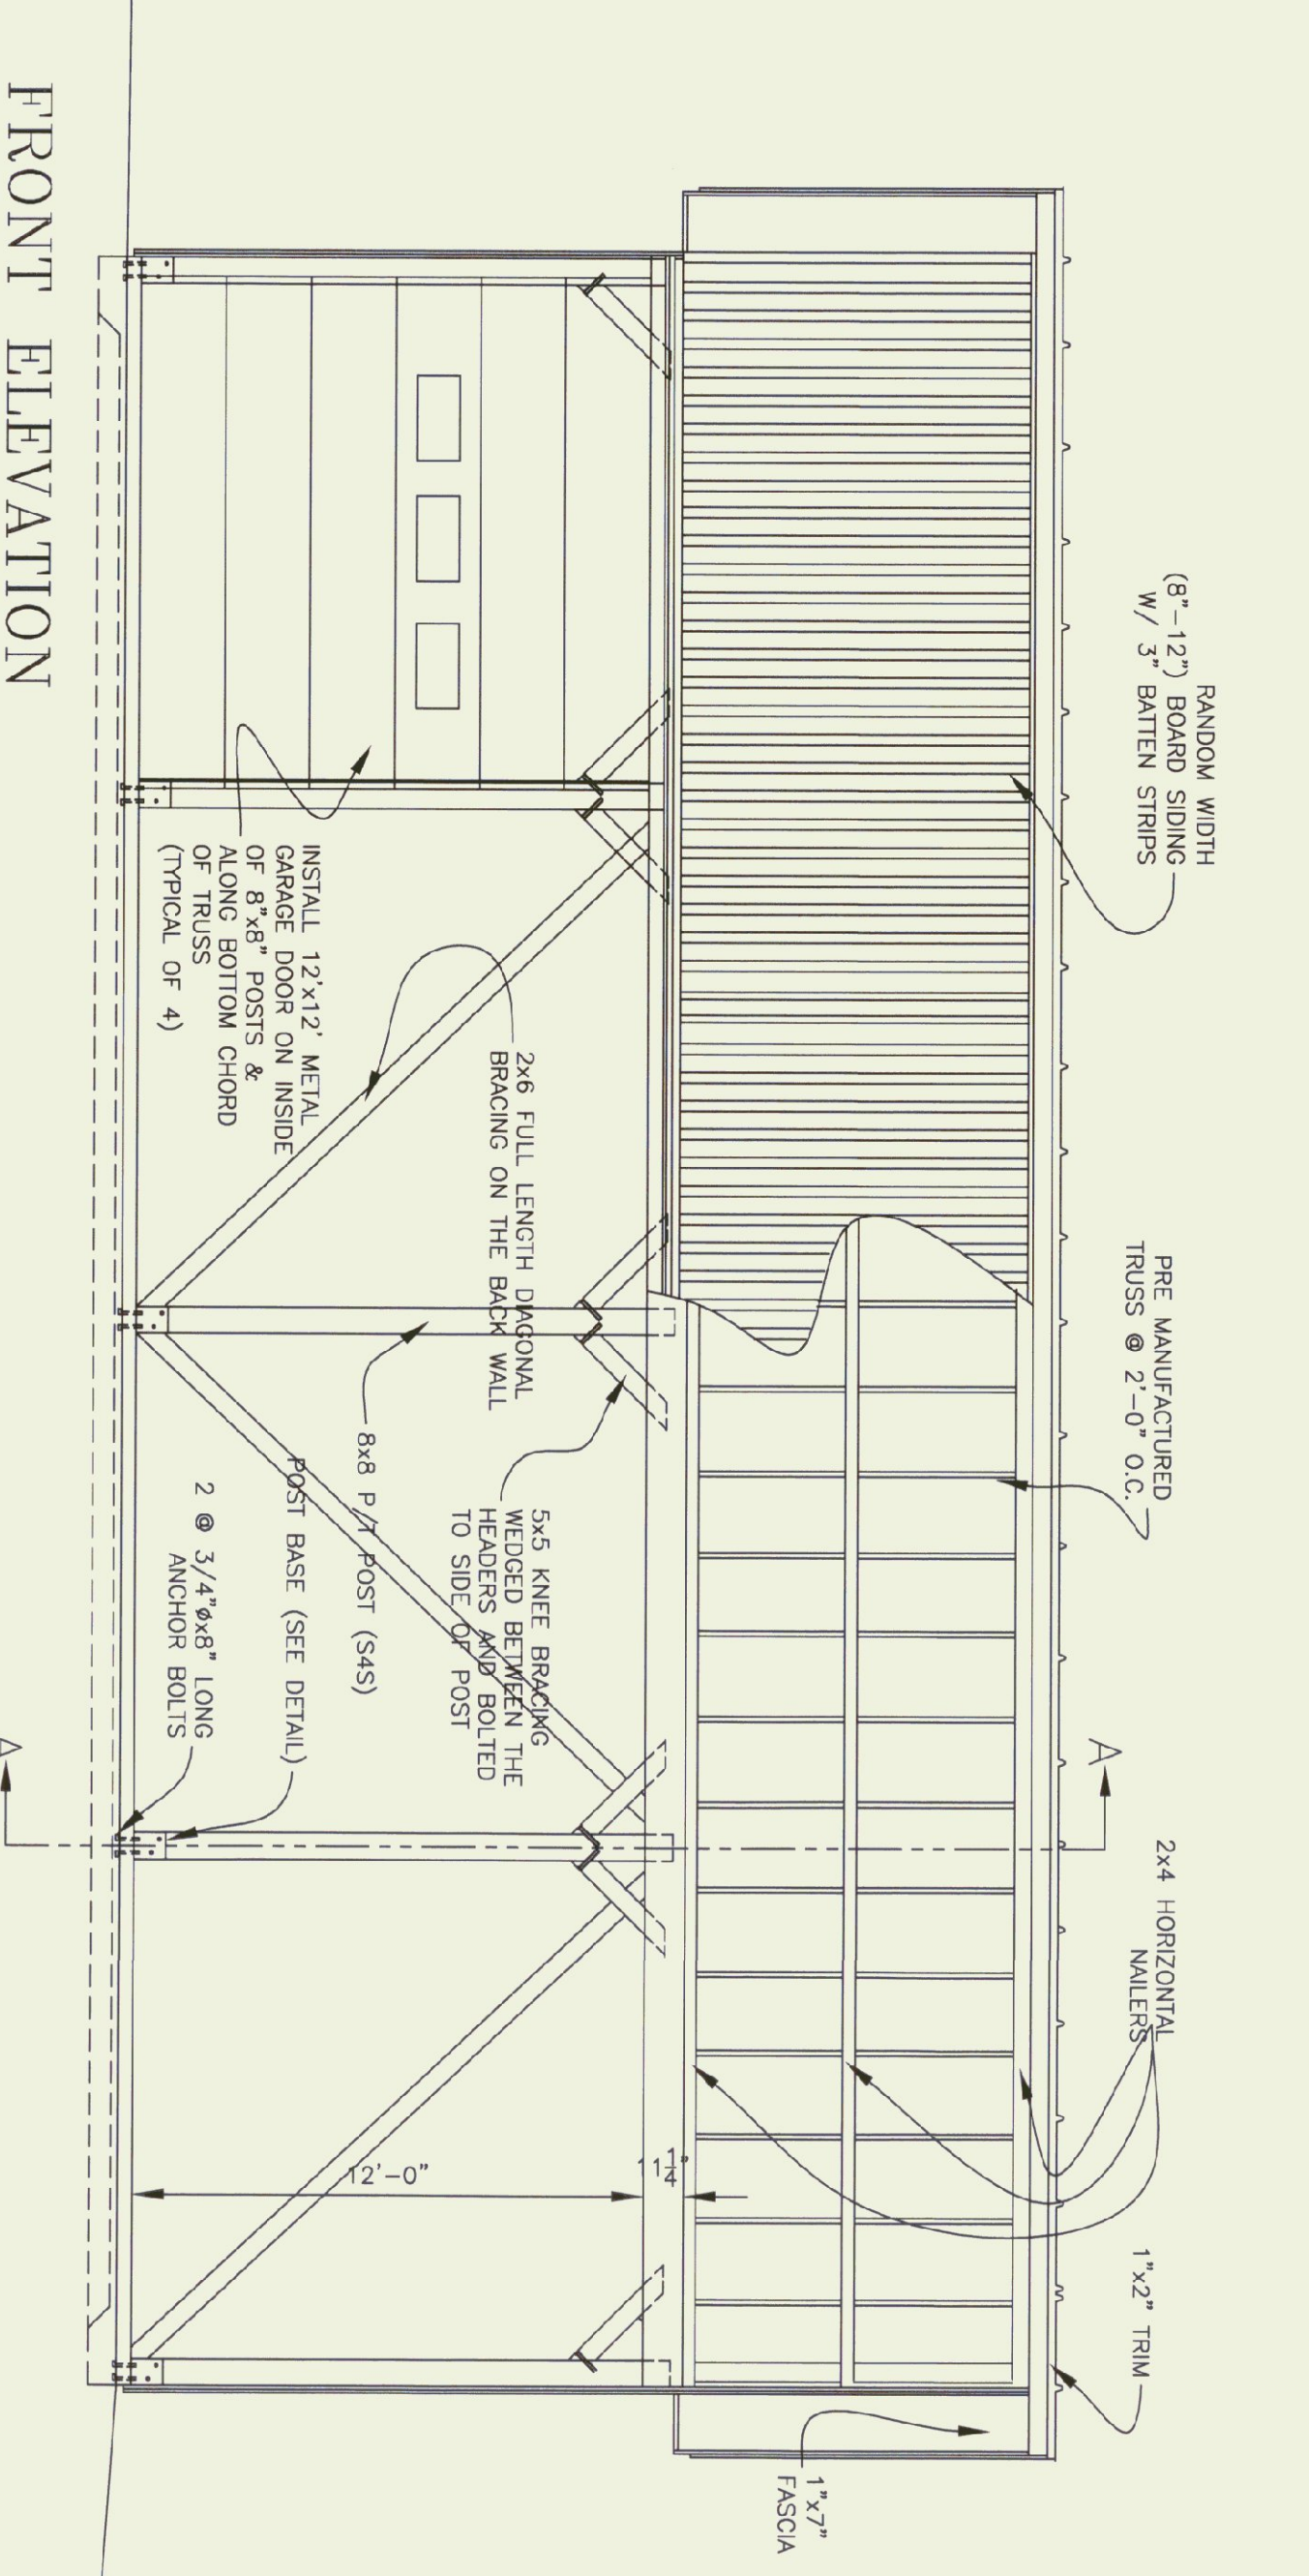 RANDOM WIDTH
(8"-12") BOARD SIDING
W/ 3" BATTEN STRIPS
PRE MANUFACTURED
TRUSS @ 2'-0" O.C.
A
2x4 HORIZONTAL
NAILERS
1"x2" TRIM
1"x7"
FASCIA
11 1/4"
12'-0"
2x6 FULL LENGTH DIAGONAL
BRACING ON THE BACK WALL
5x5 KNEE BRACING
WEDGED BETWEEN THE
HEADERS AND BOLTED
TO SIDE OF POST
INSTALL 12'x12' METAL
GARAGE DOOR ON INSIDE
OF 8"x8" POSTS &
ALONG BOTTOM CHORD
OF TRUSS
(TYPICAL OF 4)
8x8 P/T POST (S4S)
POST BASE (SEE DETAIL)
2 @ 3/4"øx8" LONG
ANCHOR BOLTS
A
FRONT ELEVATION